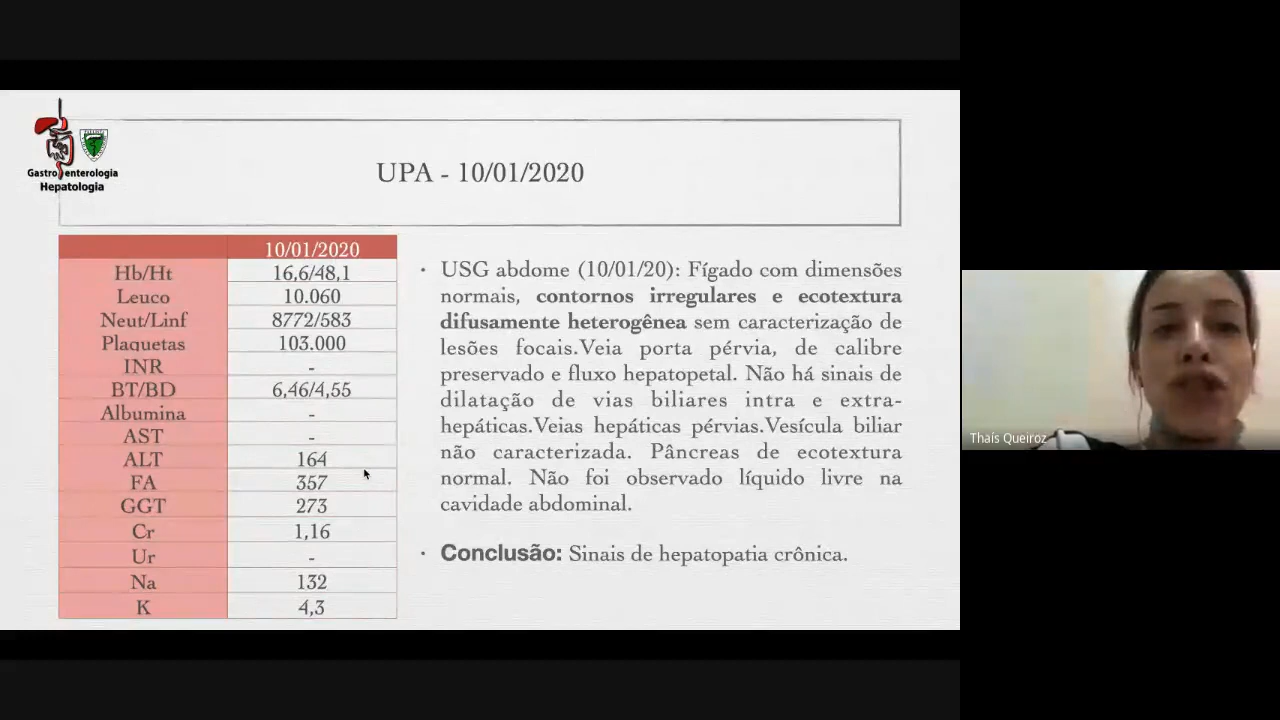 Gastroenterologia
Hepatologia
UPA - 10/01/2020
10/01/2020
Hb/Ht 16,6/48,1
Leuco 10.060
Neut/Linf 8772/583
Plaquetas 103.000
INR -
BT/BD 6,46/4,55
Albumina -
AST -
ALT 164
FA 357
GGT 273
Cr 1,16
Ur -
Na 132
K 4,3
• USG abdome (10/01/20): Fígado com dimensões
normais, contornos irregulares e ecotextura
difusamente heterogênea sem caracterização de
lesões focais.Veia porta pérvia, de calibre
preservado e fluxo hepatopetal. Não há sinais de
dilatação de vias biliares intra e extra-
hepáticas.Veias hepáticas pérvias.Vesícula biliar
não caracterizada. Pâncreas de ecotextura
normal. Não foi observado líquido livre na
cavidade abdominal.
• Conclusão: Sinais de hepatopatia crônica.
Thaís Queiroz